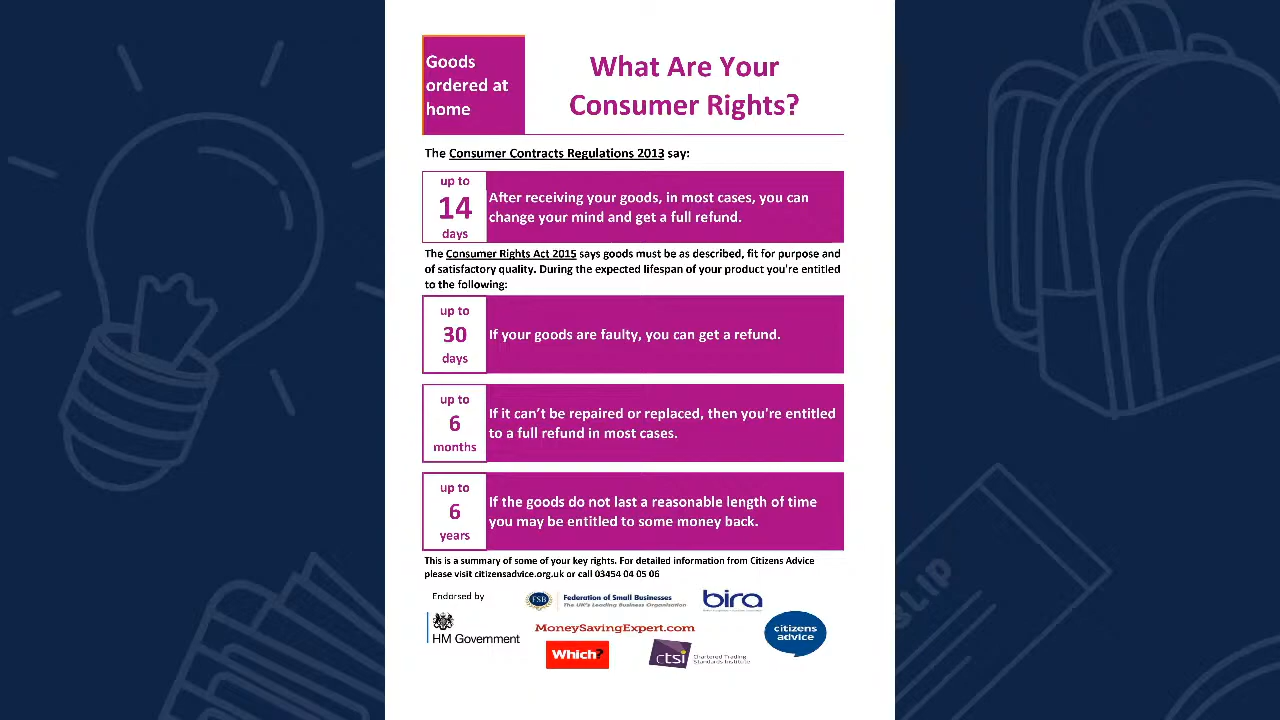 Goods
ordered at
home
What Are Your
Consumer Rights?
The Consumer Contracts Regulations 2013 say:
up to
14
days
After receiving your goods, in most cases, you can
change your mind and get a full refund.
The Consumer Rights Act 2015 says goods must be as described, fit for purpose and
of satisfactory quality. During the expected lifespan of your product you're entitled
to the following:
up to
30
days
If your goods are faulty, you can get a refund.
up to
6
months
If it can't be repaired or replaced, then you're entitled
to a full refund in most cases.
up to
6
years
If the goods do not last a reasonable length of time
you may be entitled to some money back.
This is a summary of some of your key rights. For detailed information from Citizens Advice
please visit citizensadvice.org.uk or call 03454 04 05 06
Endorsed by
FSB
Federation of Small Businesses
The UK's Leading Business Organisation
bira
HM Government
MoneySavingExpert.com
citizens
advice
Which?
ctsi
Chartered Trading
Standards Institute
SLIP